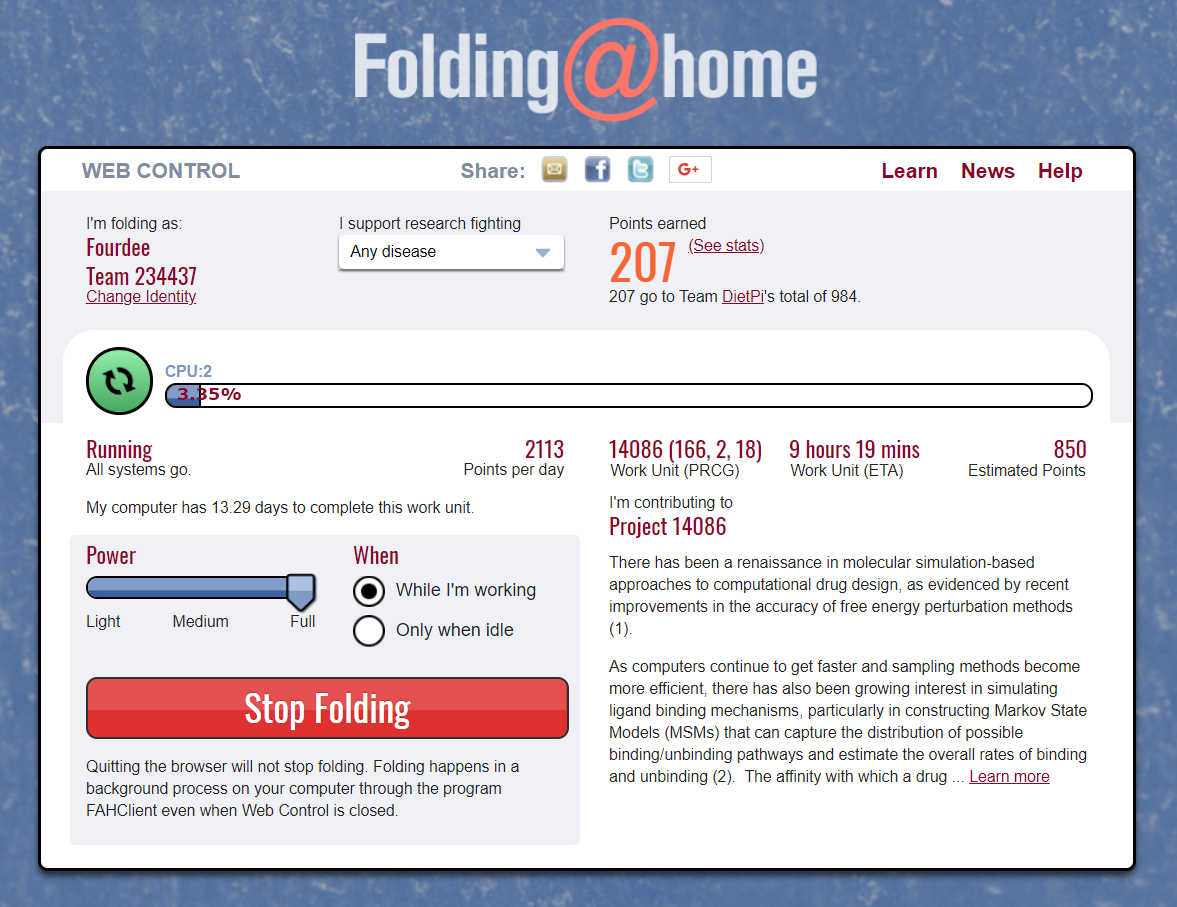 Folding@home
WEB CONTROL
Share:
G+
Learn News Help
I'm folding as:
Fourdee
Team 234437
Change Identity
I support research fighting
Any disease
Points earned
207 (See stats)
207 go to Team DietPi's total of 984.
CPU:2
3.35%
Running
All systems go.
2113
Points per day
My computer has 13.29 days to complete this work unit.
Power
Light Medium Full
When
While I'm working
Only when idle
Stop Folding
Quitting the browser will not stop folding. Folding happens in a
background process on your computer through the program
FAHClient even when Web Control is closed.
14086 (166, 2, 18)
Work Unit (PRCG)
9 hours 19 mins
Work Unit (ETA)
850
Estimated Points
I'm contributing to
Project 14086
There has been a renaissance in molecular simulation-based
approaches to computational drug design, as evidenced by recent
improvements in the accuracy of free energy perturbation methods
(1).
As computers continue to get faster and sampling methods become
more efficient, there has also been growing interest in simulating
ligand binding mechanisms, particularly in constructing Markov State
Models (MSMs) that can capture the distribution of possible
binding/unbinding pathways and estimate the overall rates of binding
and unbinding (2).  The affinity with which a drug ... Learn more